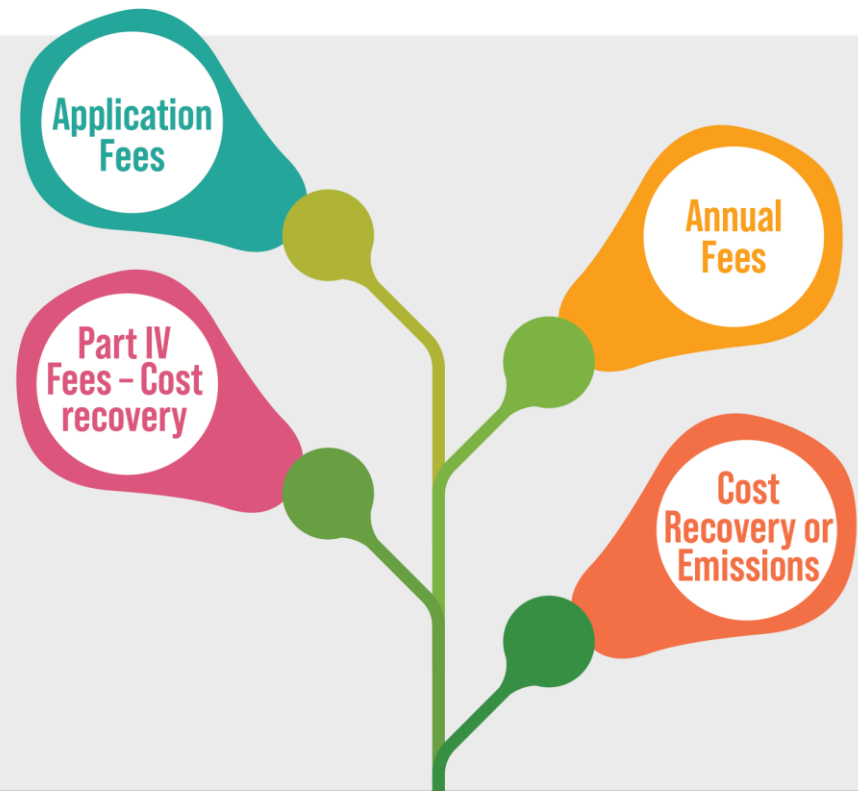 Application
Fees
Annual
Fees
Part IV
Fees – Cost
recovery
Cost
Recovery or
Emissions